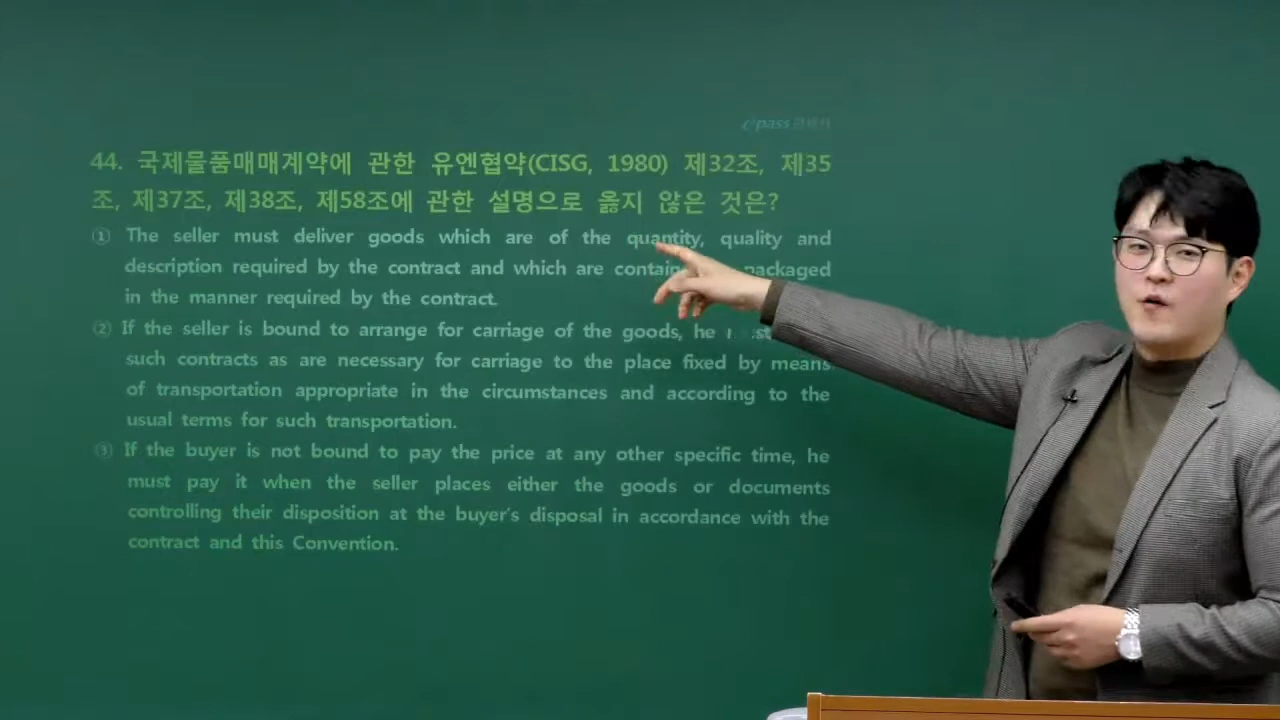 epass관세사
44. 국제물품매매계약에 관한 유엔협약(CISG, 1980) 제32조, 제35
조, 제37조, 제38조, 제58조에 관한 설명으로 옳지 않은 것은?
① The seller must deliver goods which are of the quantity, quality and
description required by the contract and which are contain packaged
in the manner required by the contract.
② If the seller is bound to arrange for carriage of the goods, he
such contracts as are necessary for carriage to the place fixed by means
of transportation appropriate in the circumstances and according to the
usual terms for such transportation.
③ If the buyer is not bound to pay the price at any other specific time, he
must pay it when the seller places either the goods or documents
controlling their disposition at the buyer's disposal in accordance with the
contract and this Convention.